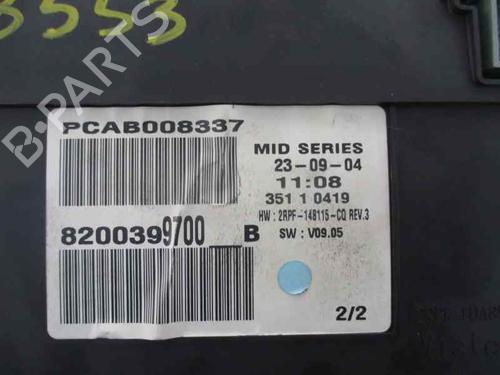 3553
B-PARTS
PCAB008337
MID SERIES
23-09-04
11:08
351 1 0419
HW : 2RPF-148115-CQ REV.3
SW : V09.05
8200399700__B
2/2